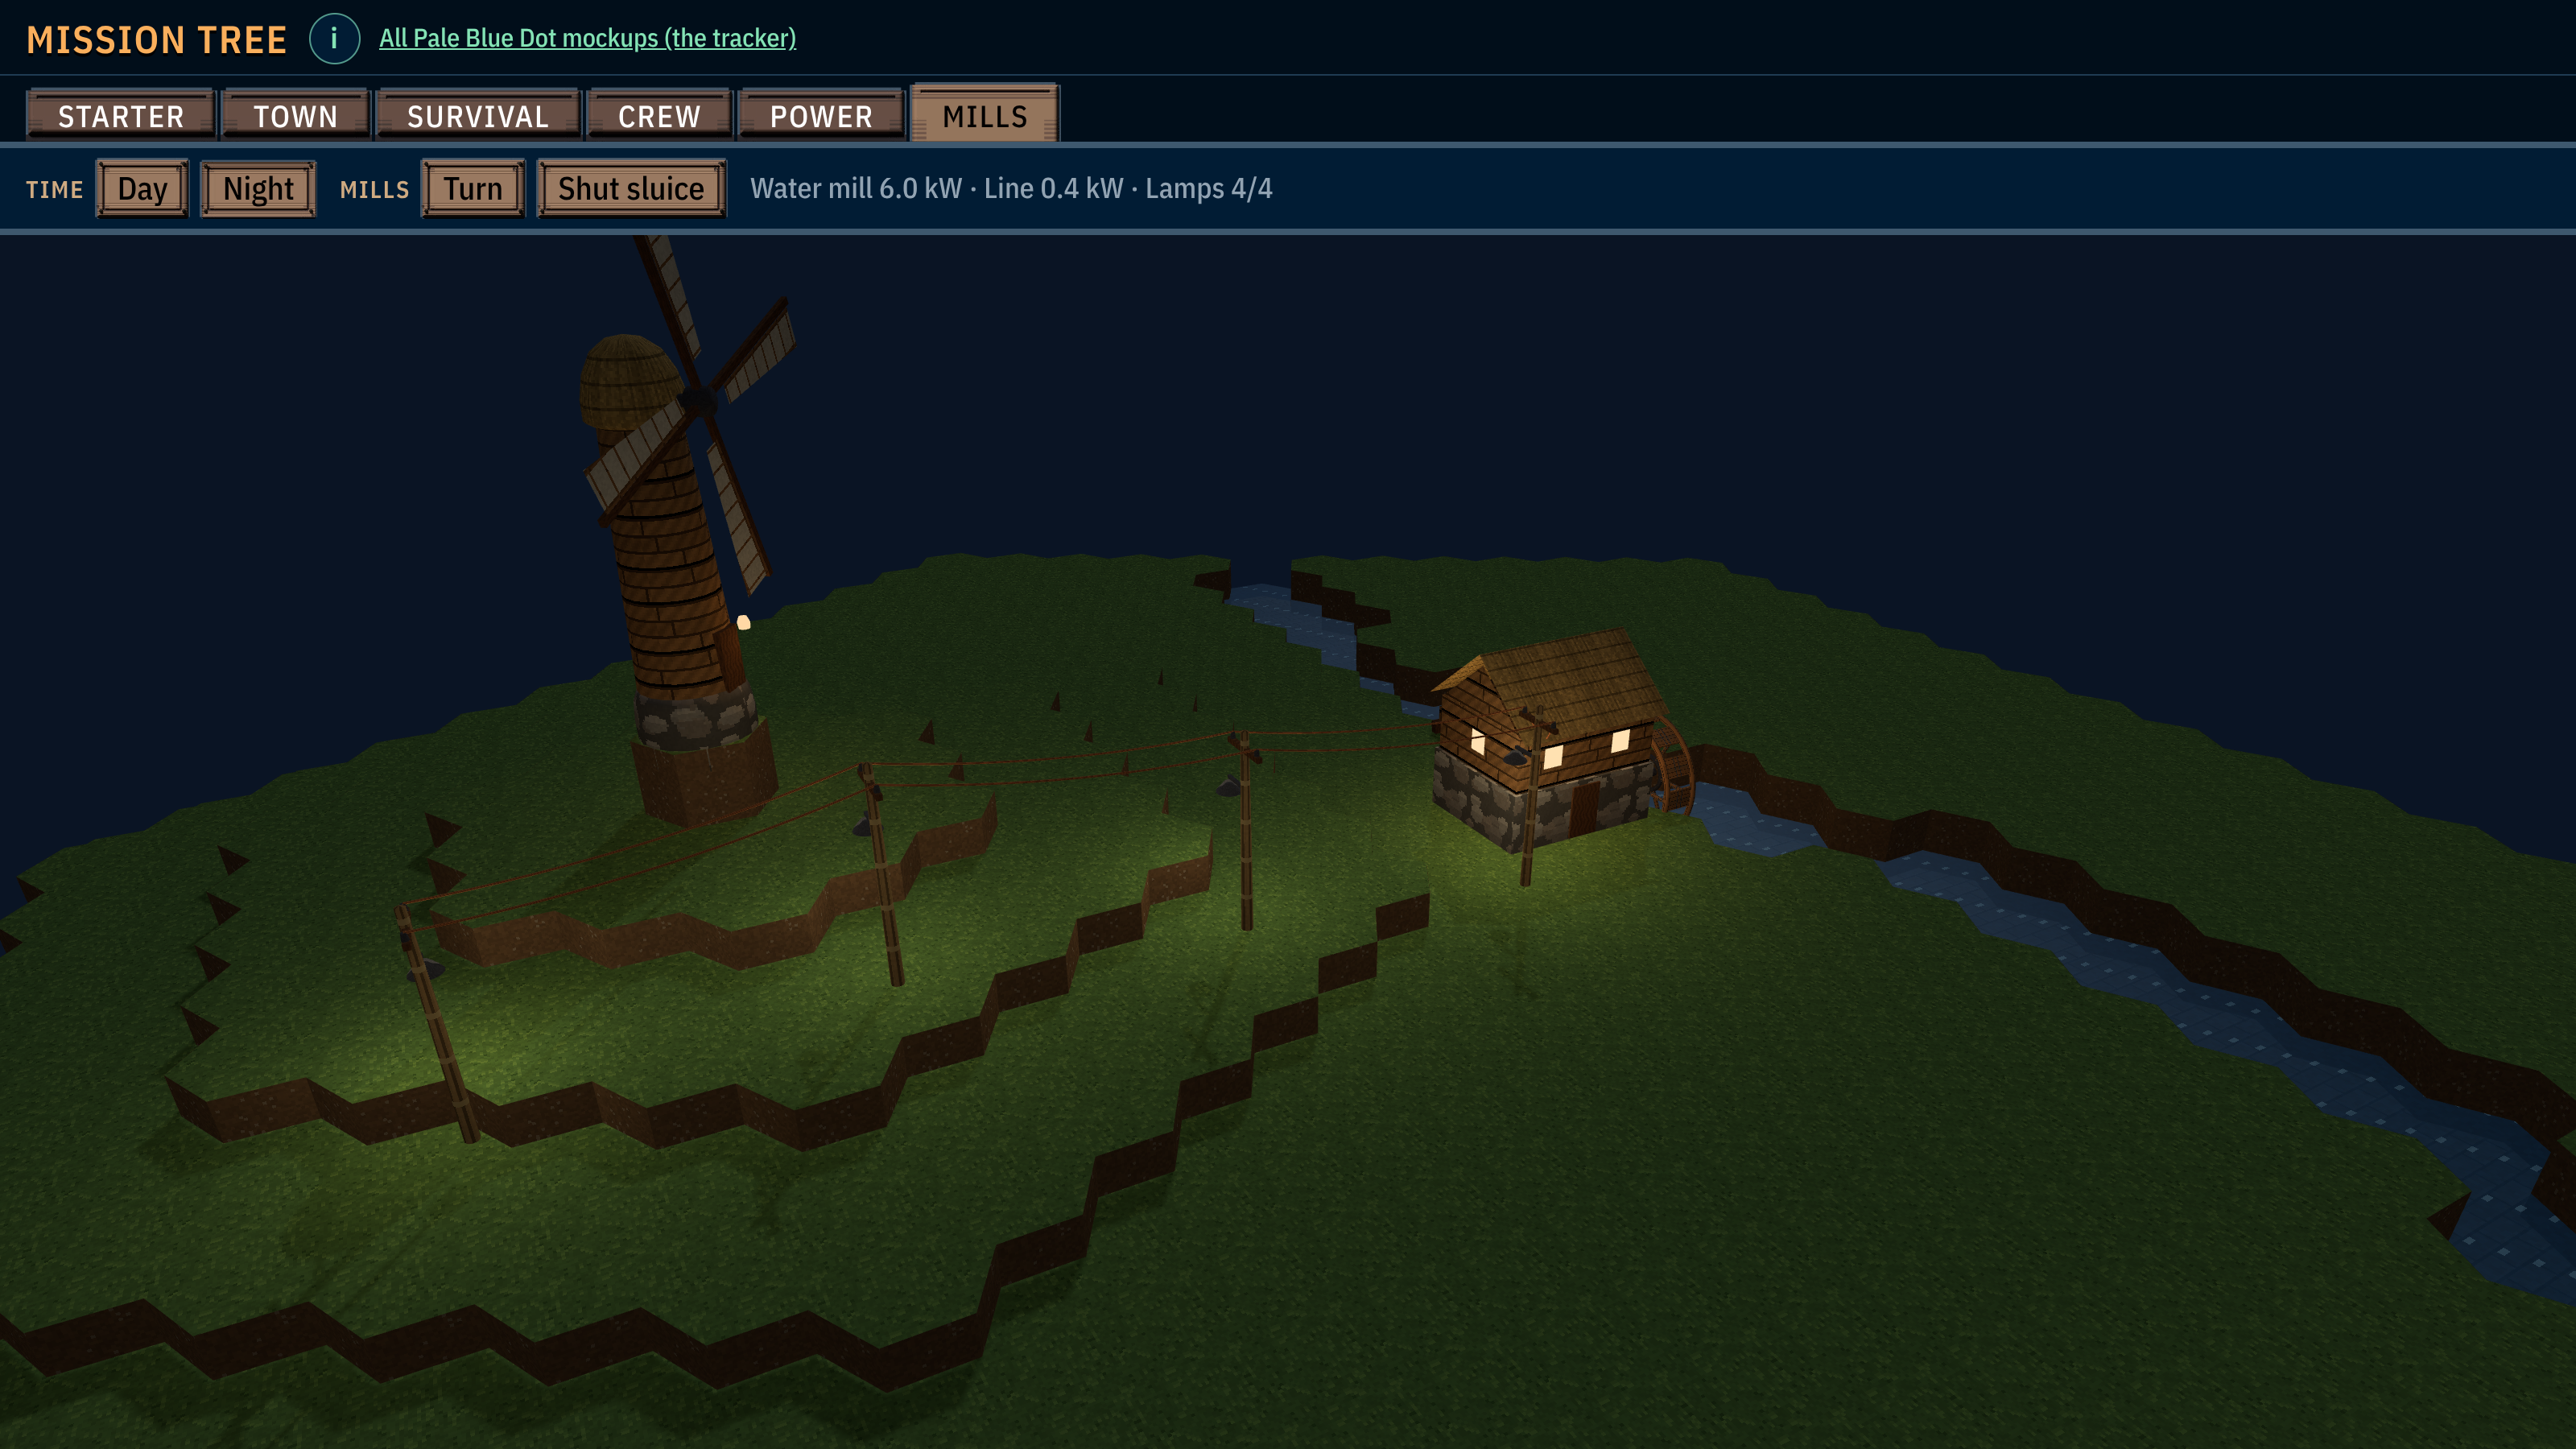 MISSION TREE i All Pale Blue Dot mockups (the tracker)
STARTER TOWN SURVIVAL CREW POWER MILLS
TIME Day Night MILLS Turn Shut sluice Water mill 6.0 kW · Line 0.4 kW · Lamps 4/4